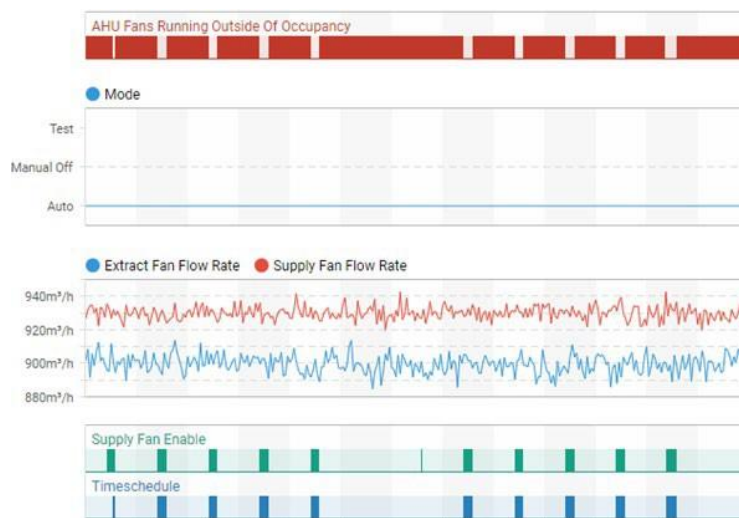 AHU Fans Running Outside Of Occupancy
Mode
Test
Manual Off
Auto
Extract Fan Flow Rate Supply Fan Flow Rate
940m³/h
920m³/h
900m³/h
880m³/h
Supply Fan Enable
Timeschedule